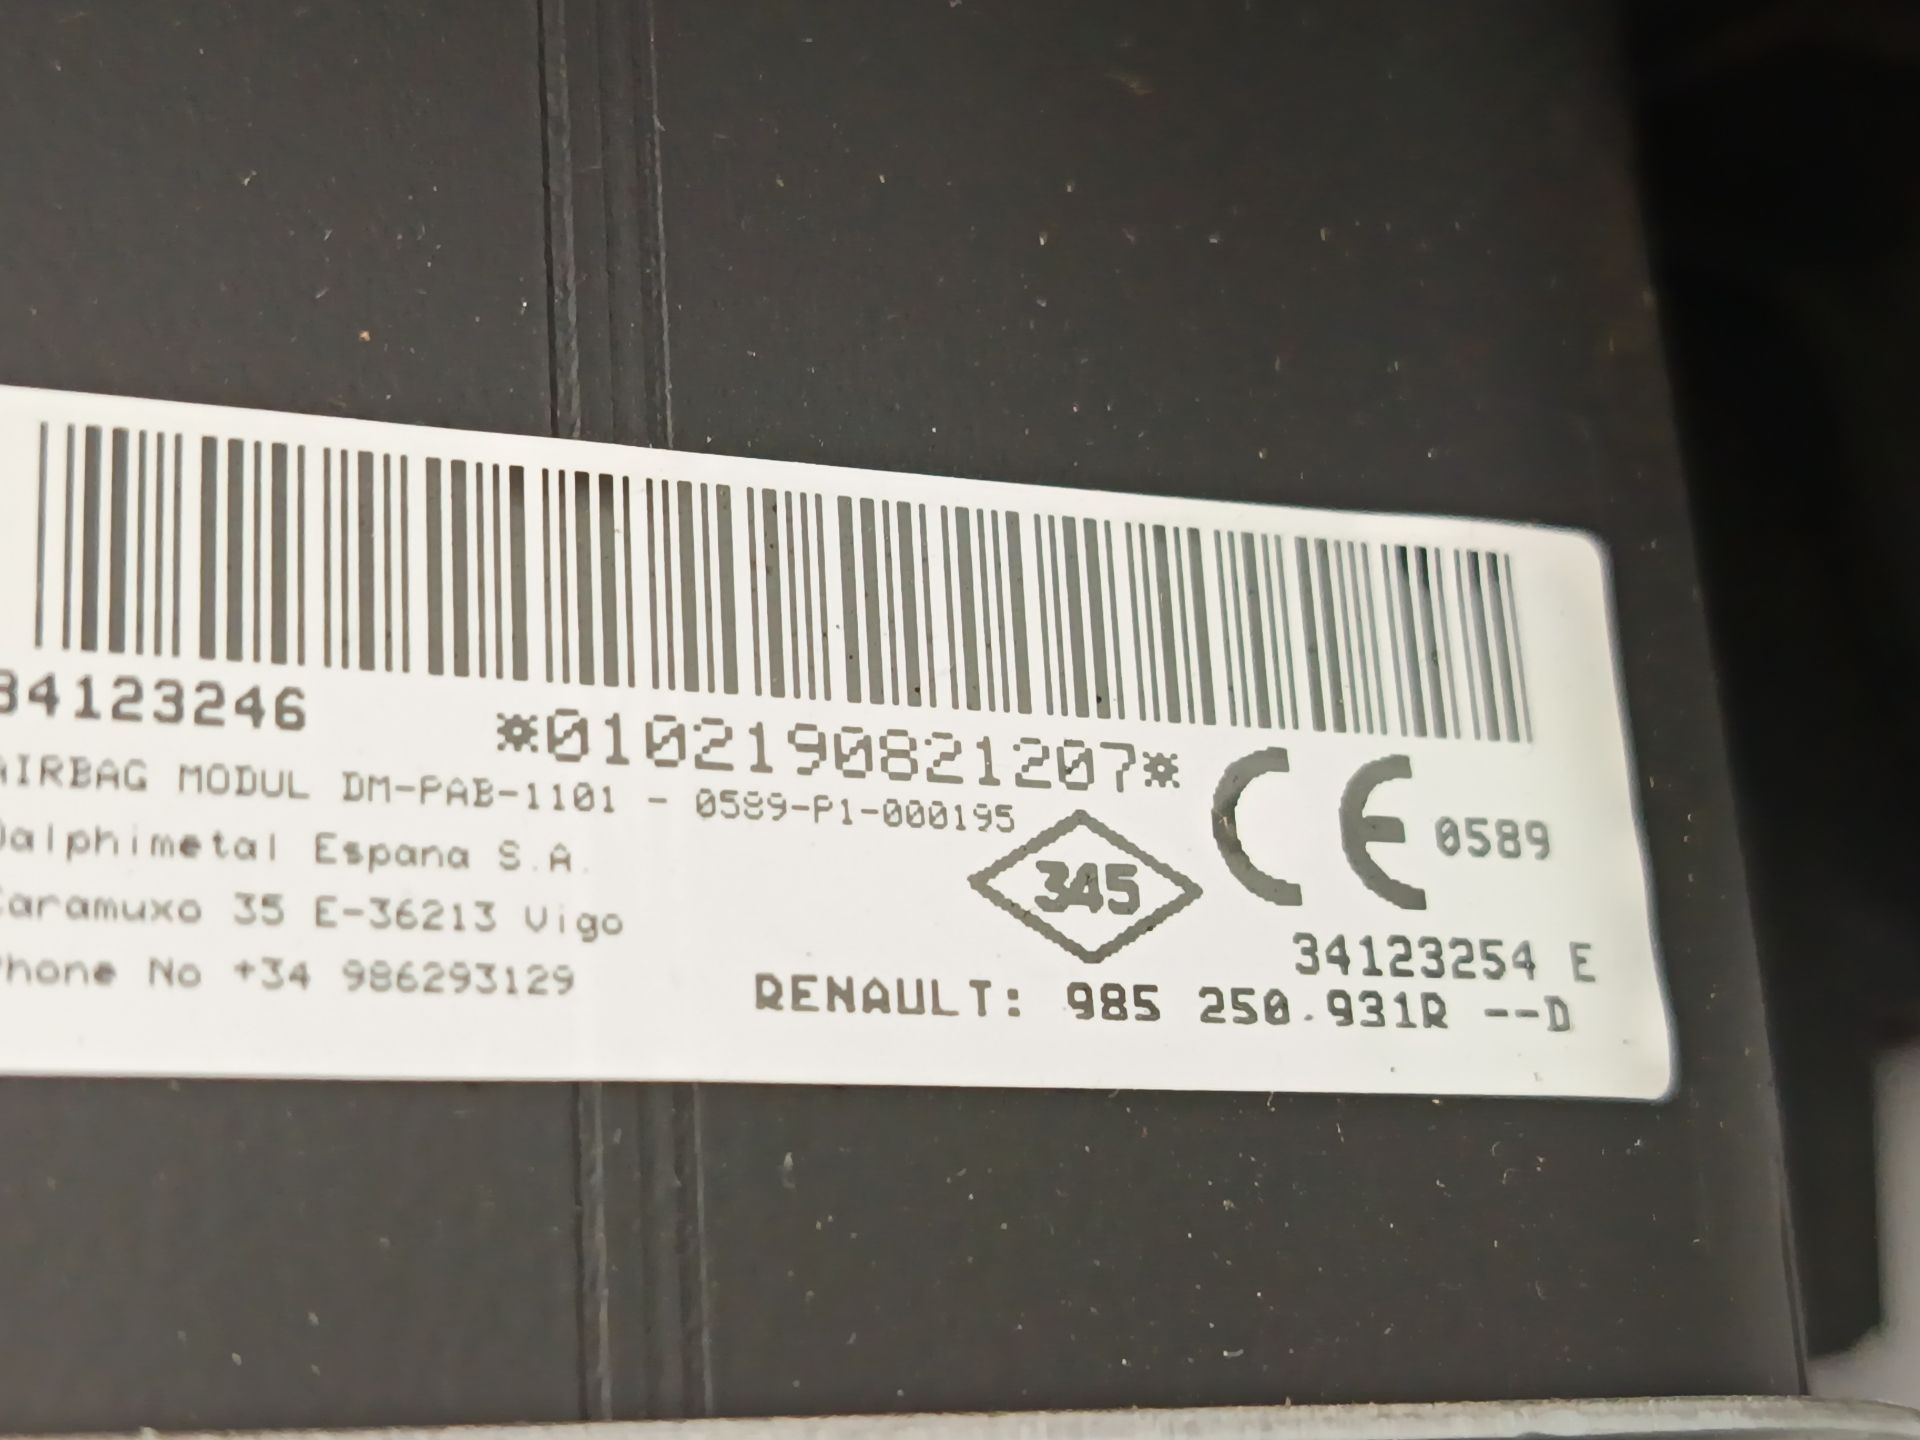 34123246
*0102190821207*
AIRBAG MODUL DM-PAB-1101 - 0589-P1-000195
Dalphimetal Espana S.A.
Caramuxo 35 E-36213 Vigo
Phone No +34 986293129
345
CE 0589
34123254 E
RENAULT: 985 250.931R --D